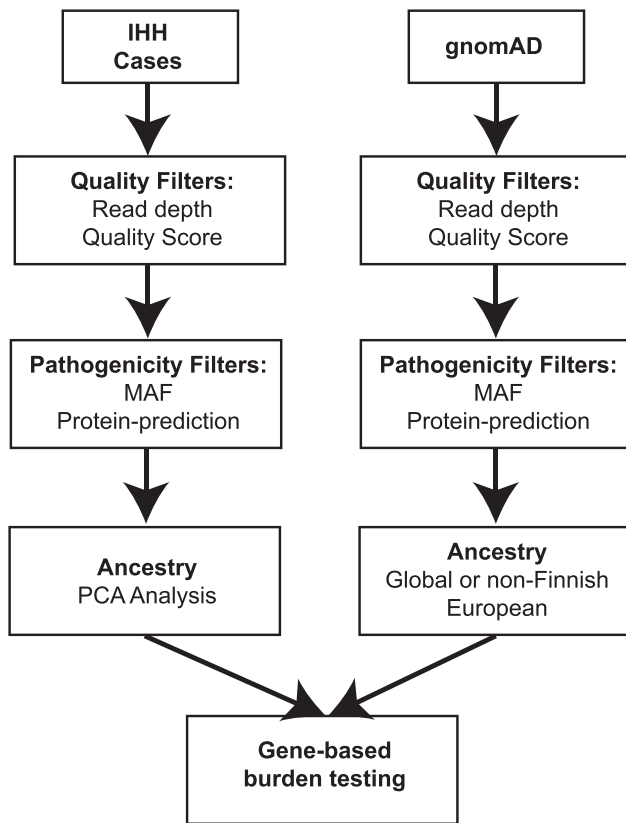 IHH
Cases
gnomAD
Quality Filters:
Read depth
Quality Score
Quality Filters:
Read depth
Quality Score
Pathogenicity Filters:
MAF
Protein-prediction
Pathogenicity Filters:
MAF
Protein-prediction
Ancestry
PCA Analysis
Ancestry
Global or non-Finnish
European
Gene-based
burden testing